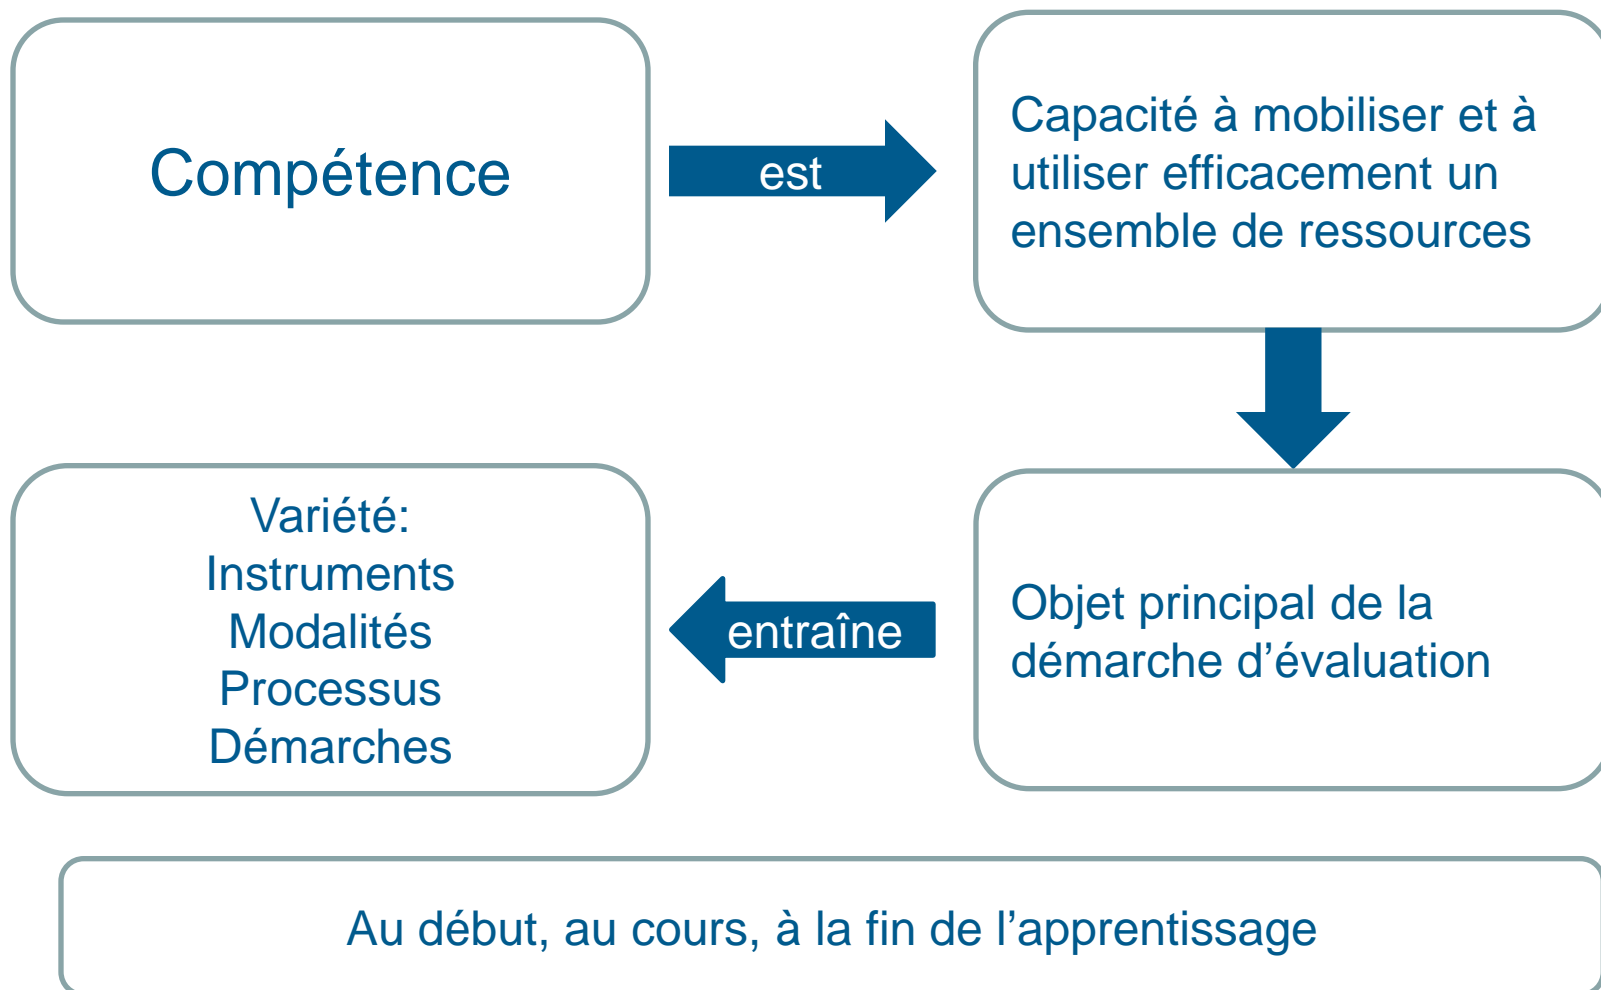 Compétence
est
Capacité à mobiliser et à
utiliser efficacement un
ensemble de ressources
Objet principal de la
démarche d’évaluation
entraîne
Variété:
Instruments
Modalités
Processus
Démarches
Au début, au cours, à la fin de l’apprentissage